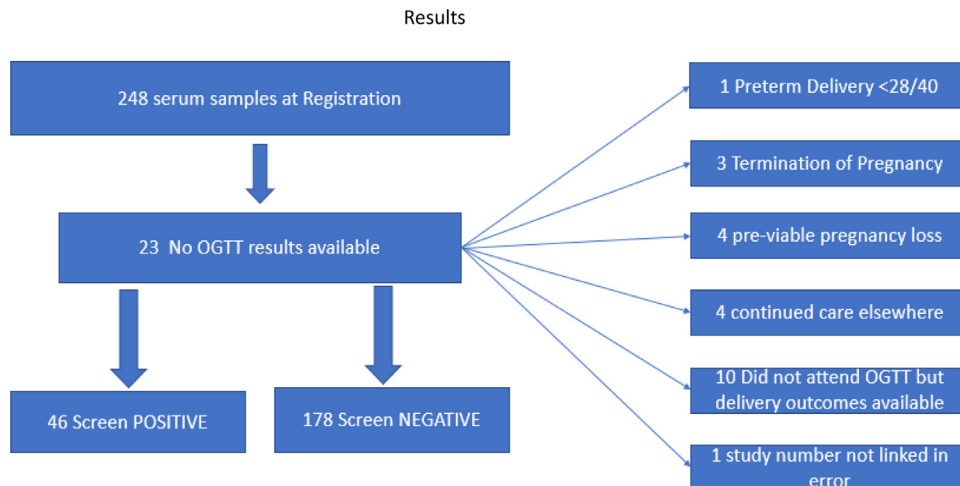 Results
248 serum samples at Registration
23 No OGTT results available
46 Screen POSITIVE
178 Screen NEGATIVE
1 Preterm Delivery <28/40
3 Termination of Pregnancy
4 pre-viable pregnancy loss
4 continued care elsewhere
10 Did not attend OGTT but
delivery outcomes available
1 study number not linked in
error